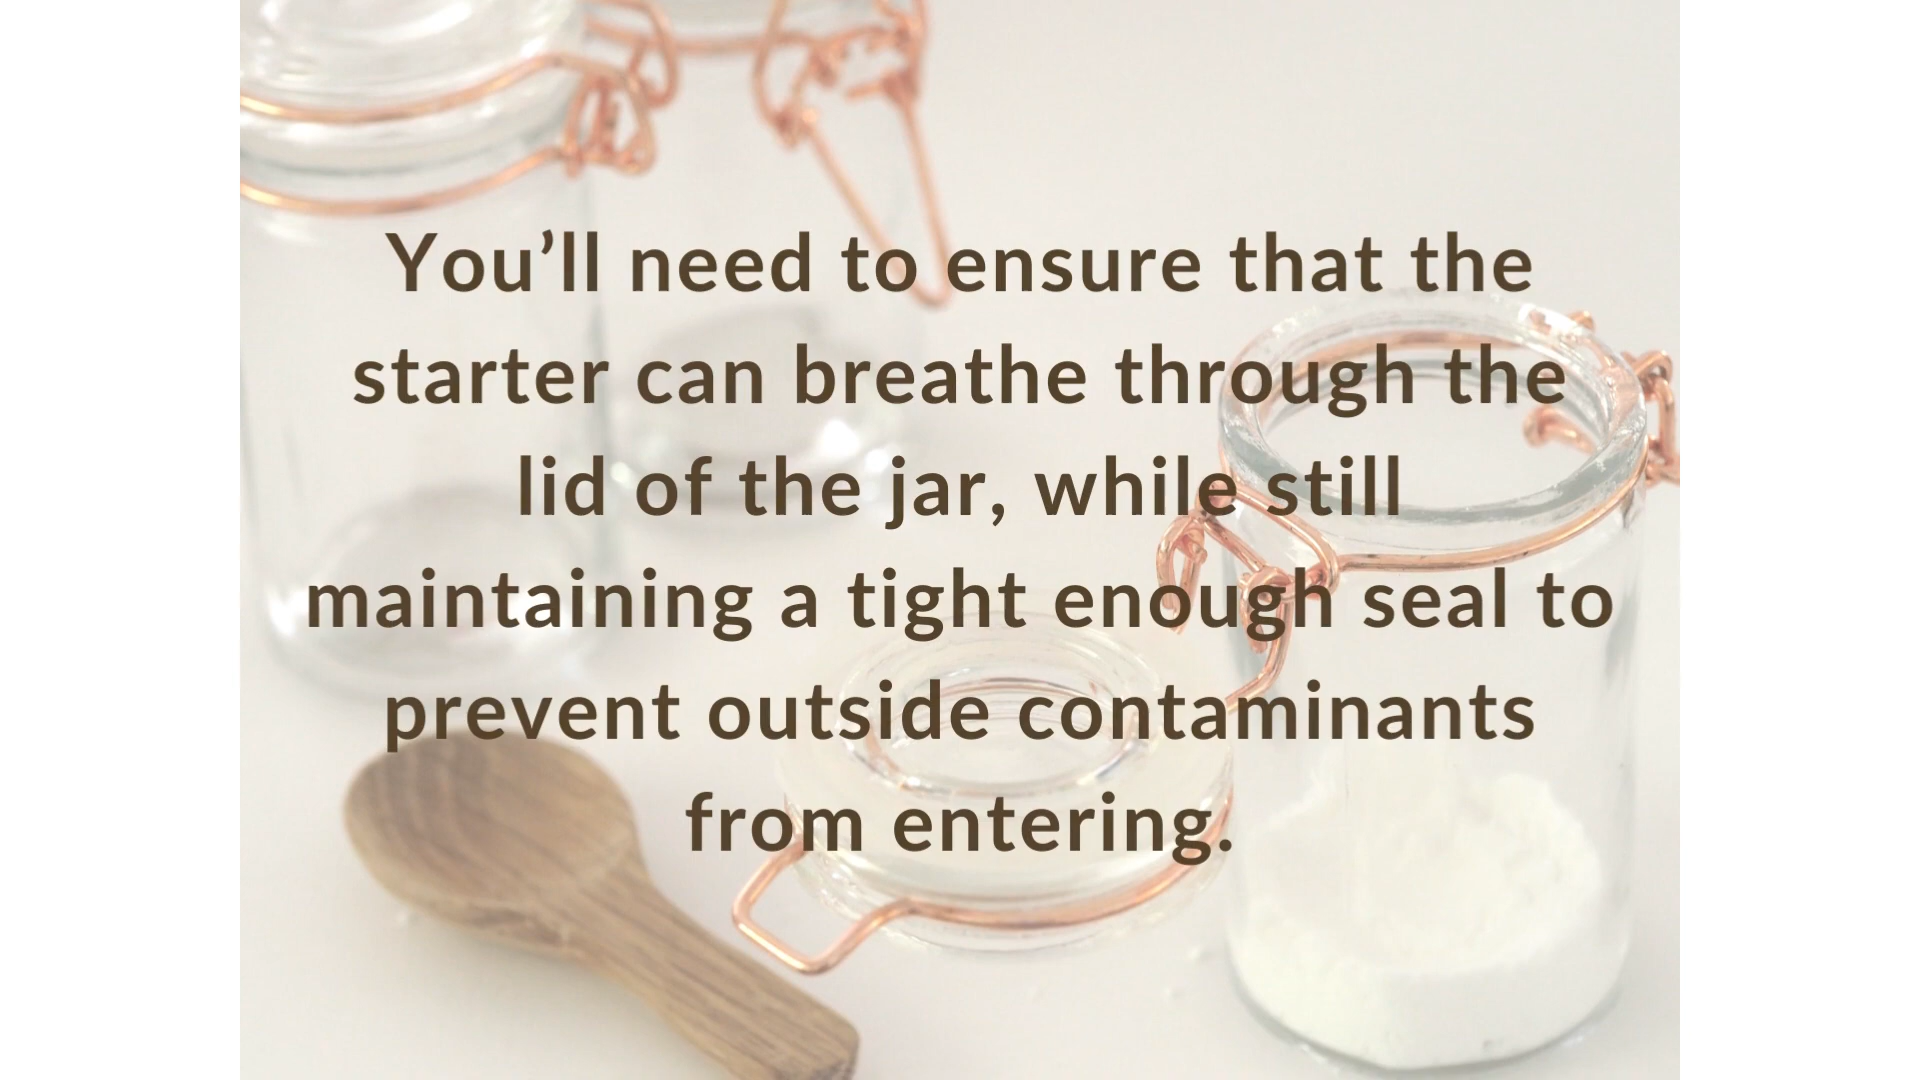 You’ll need to ensure that the
starter can breathe through the
lid of the jar, while still
maintaining a tight enough seal to
prevent outside contaminants
from entering.